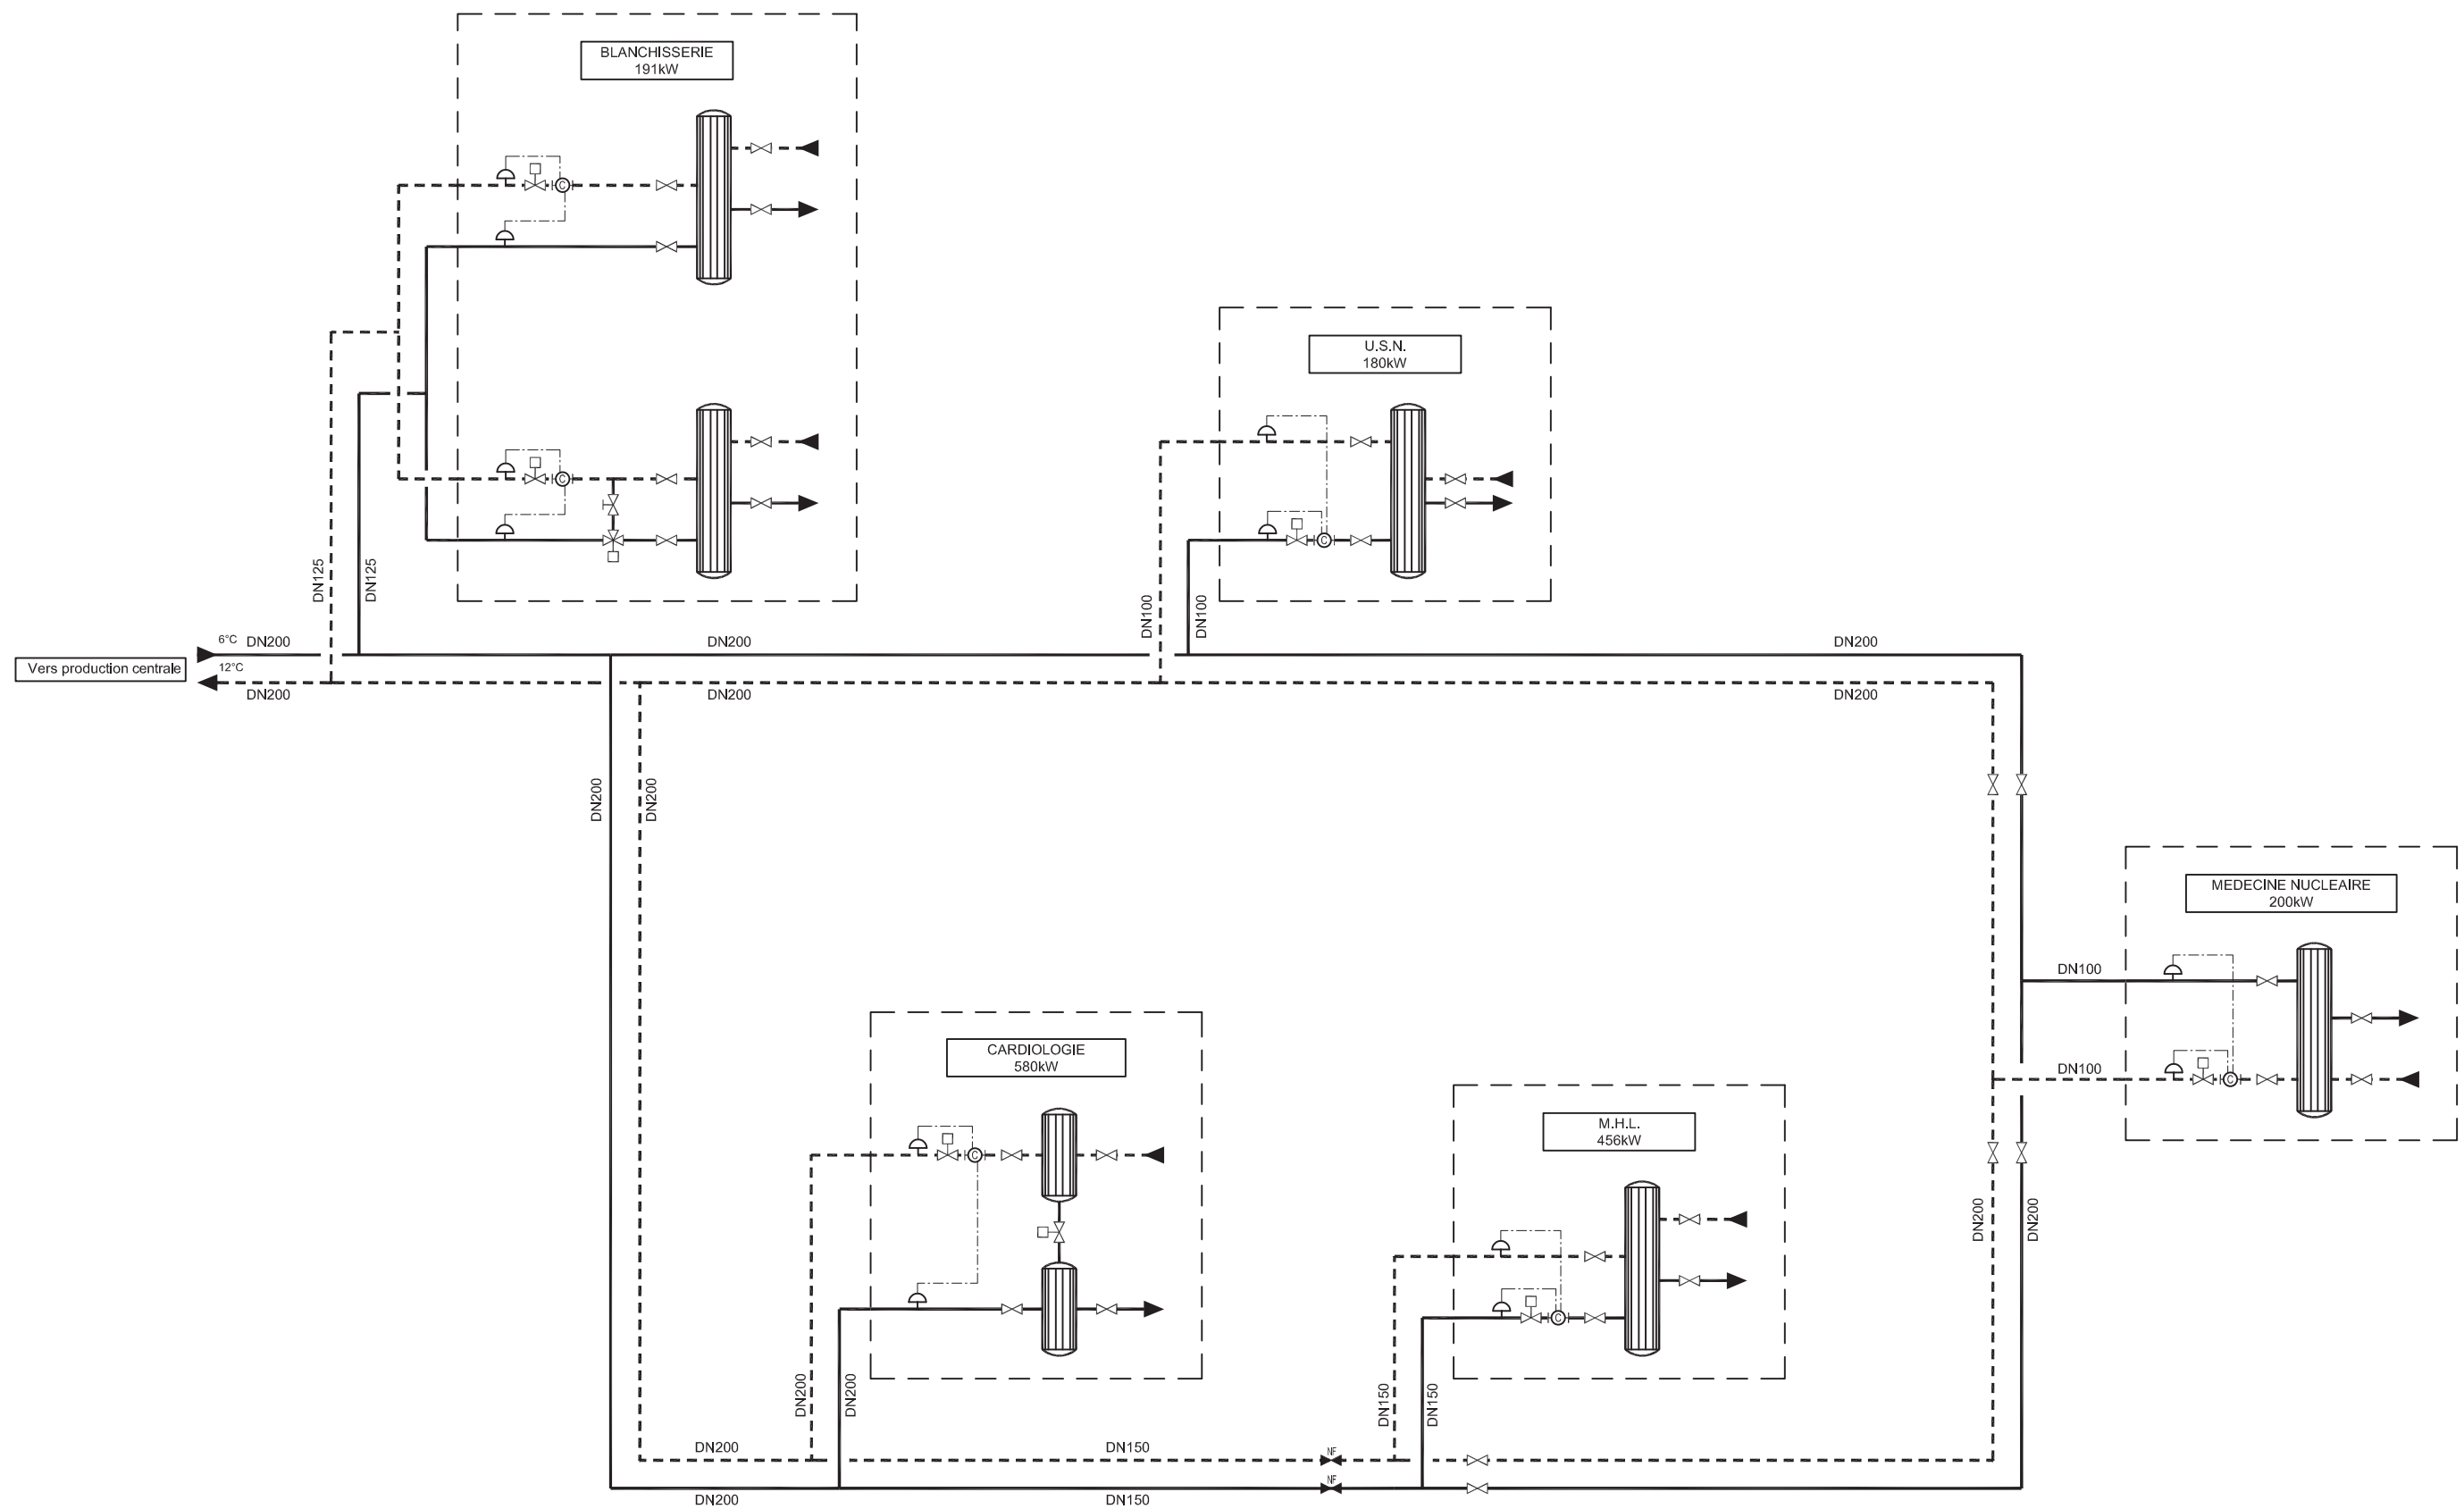 BLANCHISSERIE
191kW
U.S.N.
180kW
DN125
DN125
DN100
DN100
6°C DN200
DN200
DN200
Vers production centrale
12°C
DN200
DN200
DN200
DN200
DN200
MEDECINE NUCLEAIRE
200kW
DN100
DN100
C
C
C
C
CARDIOLOGIE
580kW
C
M.H.L.
456kW
C
DN200
DN200
DN200
DN200
DN150
DN150
DN200
DN150
NF
NF
DN200
DN150